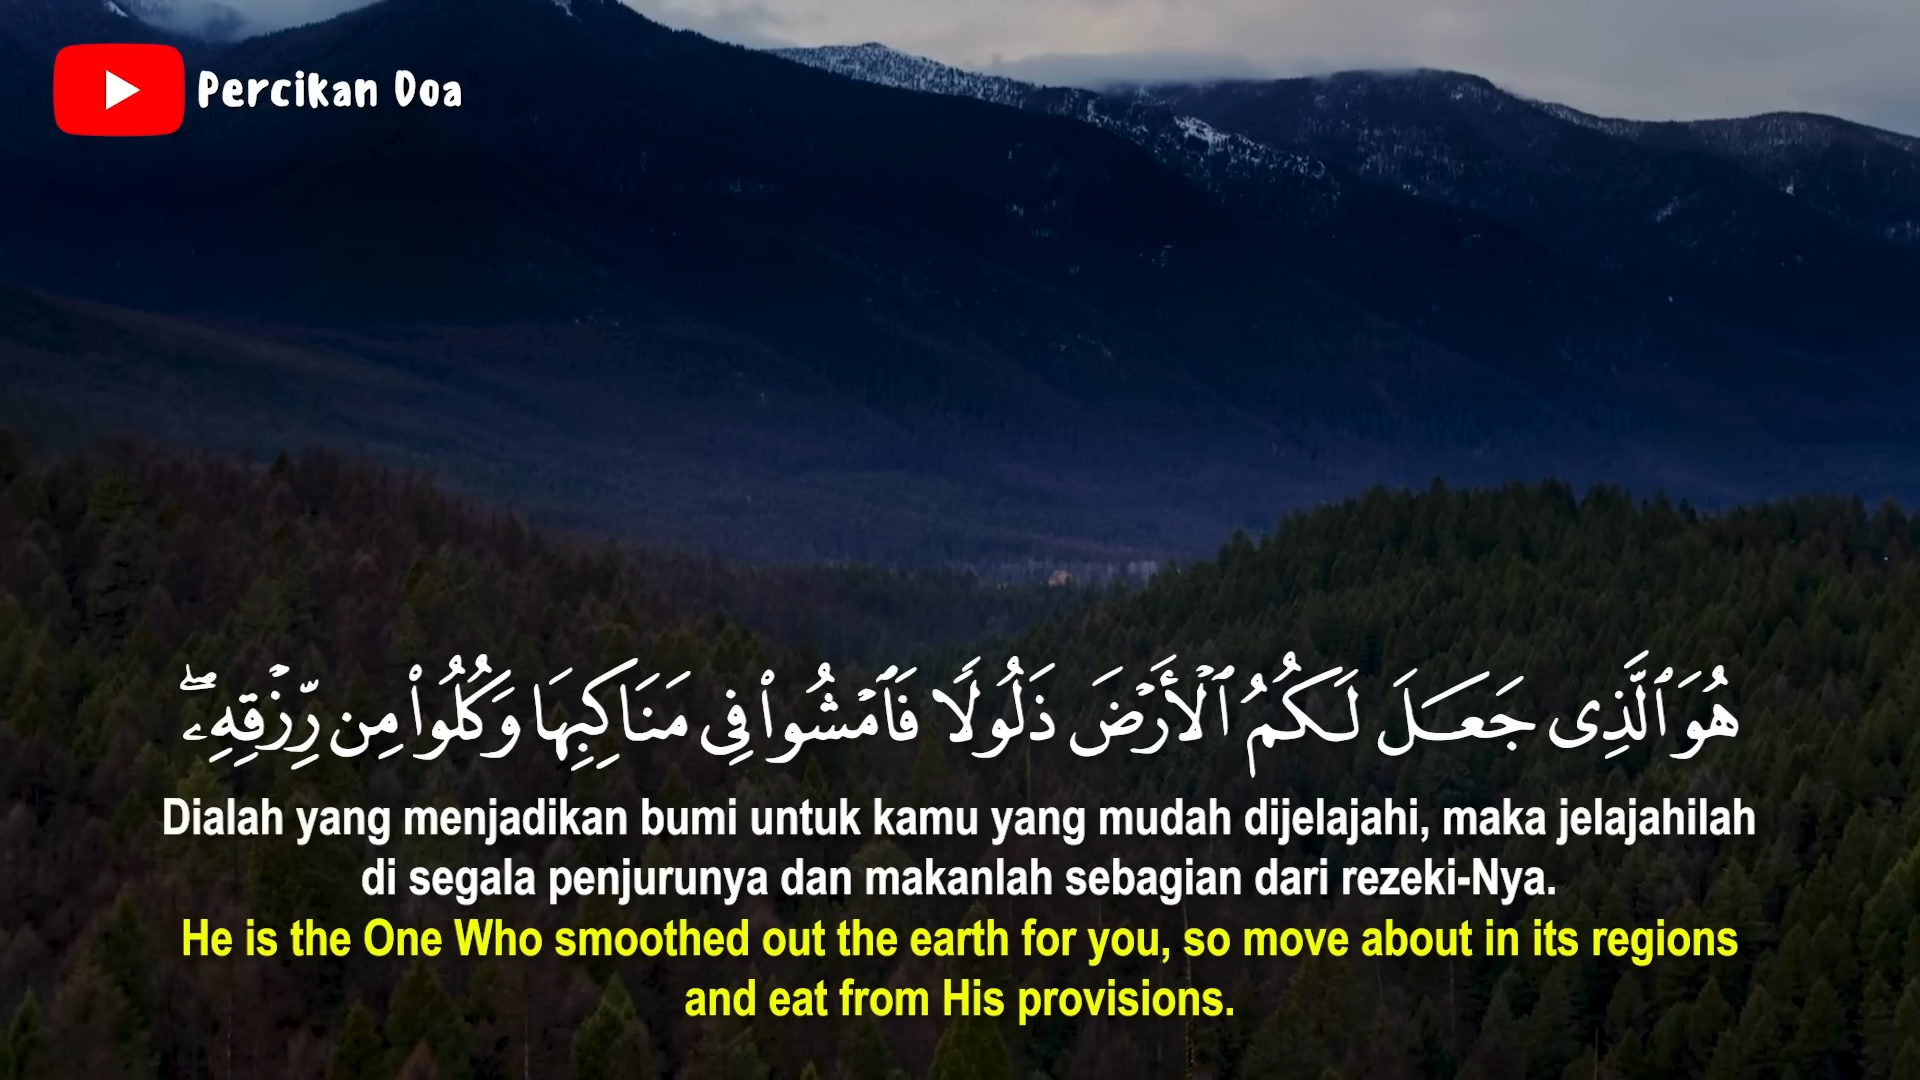 Percikan Doa
هُوَ ٱلَّذِى جَعَلَ لَكُمُ ٱلْأَرْضَ ذَلُولًا فَٱمْشُوا۟ فِى مَنَاكِبِهَا وَكُلُوا۟ مِن رِّزْقِهِۦ ۖ
Dialah yang menjadikan bumi untuk kamu yang mudah dijelajahi, maka jelajahilah
di segala penjurunya dan makanlah sebagian dari rezeki-Nya.
He is the One Who smoothed out the earth for you, so move about in its regions
and eat from His provisions.